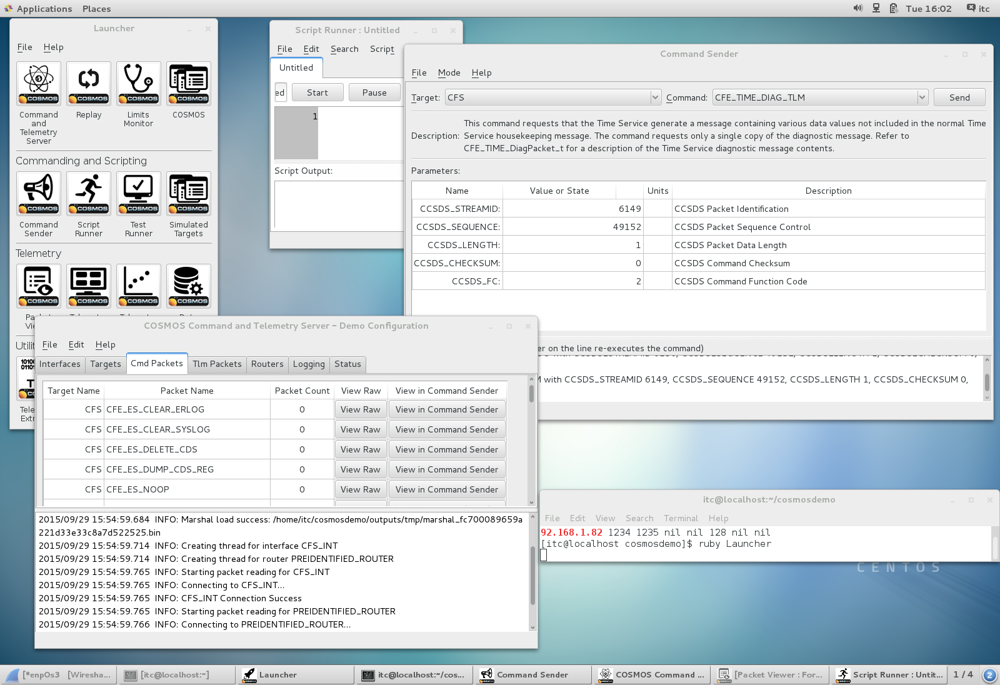 Applications Places
Tue 16:02 itc
Launcher
File Help
COSMOS COSMOS COSMOS COSMOS
Command and Telemetry Server
Replay
Limits Monitor
COSMOS
Commanding and Scripting
COSMOS COSMOS COSMOS COSMOS
Command Sender
Script Runner
Test Runner
Simulated Targets
Telemetry
COSMOS COSMOS COSMOS COSMOS
Script Runner : Untitled
File Edit Search Script
Untitled
ed Start Pause
1
Script Output:
Command Sender
File Mode Help
Target: CFS Command: CFE_TIME_DIAG_TLM Send
This command requests that the Time Service generate a message containing various data values not included in the normal Time
Description: Service housekeeping message. The command requests only a single copy of the diagnostic message. Refer to
CFE_TIME_DiagPacket_t for a description of the Time Service diagnostic message contents.
Parameters:
Name Value or State Units Description
CCSDS_STREAMID: 6149 CCSDS Packet Identification
CCSDS_SEQUENCE: 49152 CCSDS Packet Sequence Control
CCSDS_LENGTH: 1 CCSDS Packet Data Length
CCSDS_CHECKSUM: 0 CCSDS Command Checksum
CCSDS_FC: 2 CCSDS Command Function Code
er on the line re-executes the command)
M with CCSDS_STREAMID 6149, CCSDS_SEQUENCE 49152, CCSDS_LENGTH 1, CCSDS_CHECKSUM 0,
COSMOS Command and Telemetry Server - Demo Configuration
File Edit Help
Interfaces Targets Cmd Packets Tlm Packets Routers Logging Status
Target Name Packet Name Packet Count View Raw View in Command Sender
CFS CFE_ES_CLEAR_ERLOG 0 View Raw View in Command Sender
CFS CFE_ES_CLEAR_SYSLOG 0 View Raw View in Command Sender
CFS CFE_ES_DELETE_CDS 0 View Raw View in Command Sender
CFS CFE_ES_DUMP_CDS_REG 0 View Raw View in Command Sender
CFS CFE_ES_NOOP 0 View Raw View in Command Sender
2015/09/29 15:54:59.684 INFO: Marshal load success: /home/itc/cosmosdemo/outputs/tmp/marshal_fc700089659a
221d33e33c8a7d522525.bin
2015/09/29 15:54:59.714 INFO: Creating thread for interface CFS_INT
2015/09/29 15:54:59.714 INFO: Creating thread for router PREIDENTIFIED_ROUTER
2015/09/29 15:54:59.765 INFO: Starting packet reading for CFS_INT
2015/09/29 15:54:59.765 INFO: Connecting to CFS_INT...
2015/09/29 15:54:59.765 INFO: CFS_INT Connection Success
2015/09/29 15:54:59.765 INFO: Starting packet reading for PREIDENTIFIED_ROUTER
2015/09/29 15:54:59.766 INFO: Connecting to PREIDENTIFIED_ROUTER...
itc@localhost:~/cosmosdemo
File Edit View Search Terminal Help
92.168.1.82 1234 1235 nil nil 128 nil nil
[itc@localhost cosmosdemo]$ ruby Launcher
CENTOS
[*enp0s3 [Wiresha... [itc@localhost:~] Launcher itc@localhost:~/cos... Command Sender COSMOS Command ... [Packet Viewer : For... Script Runner : Untit... 1 / 4 2